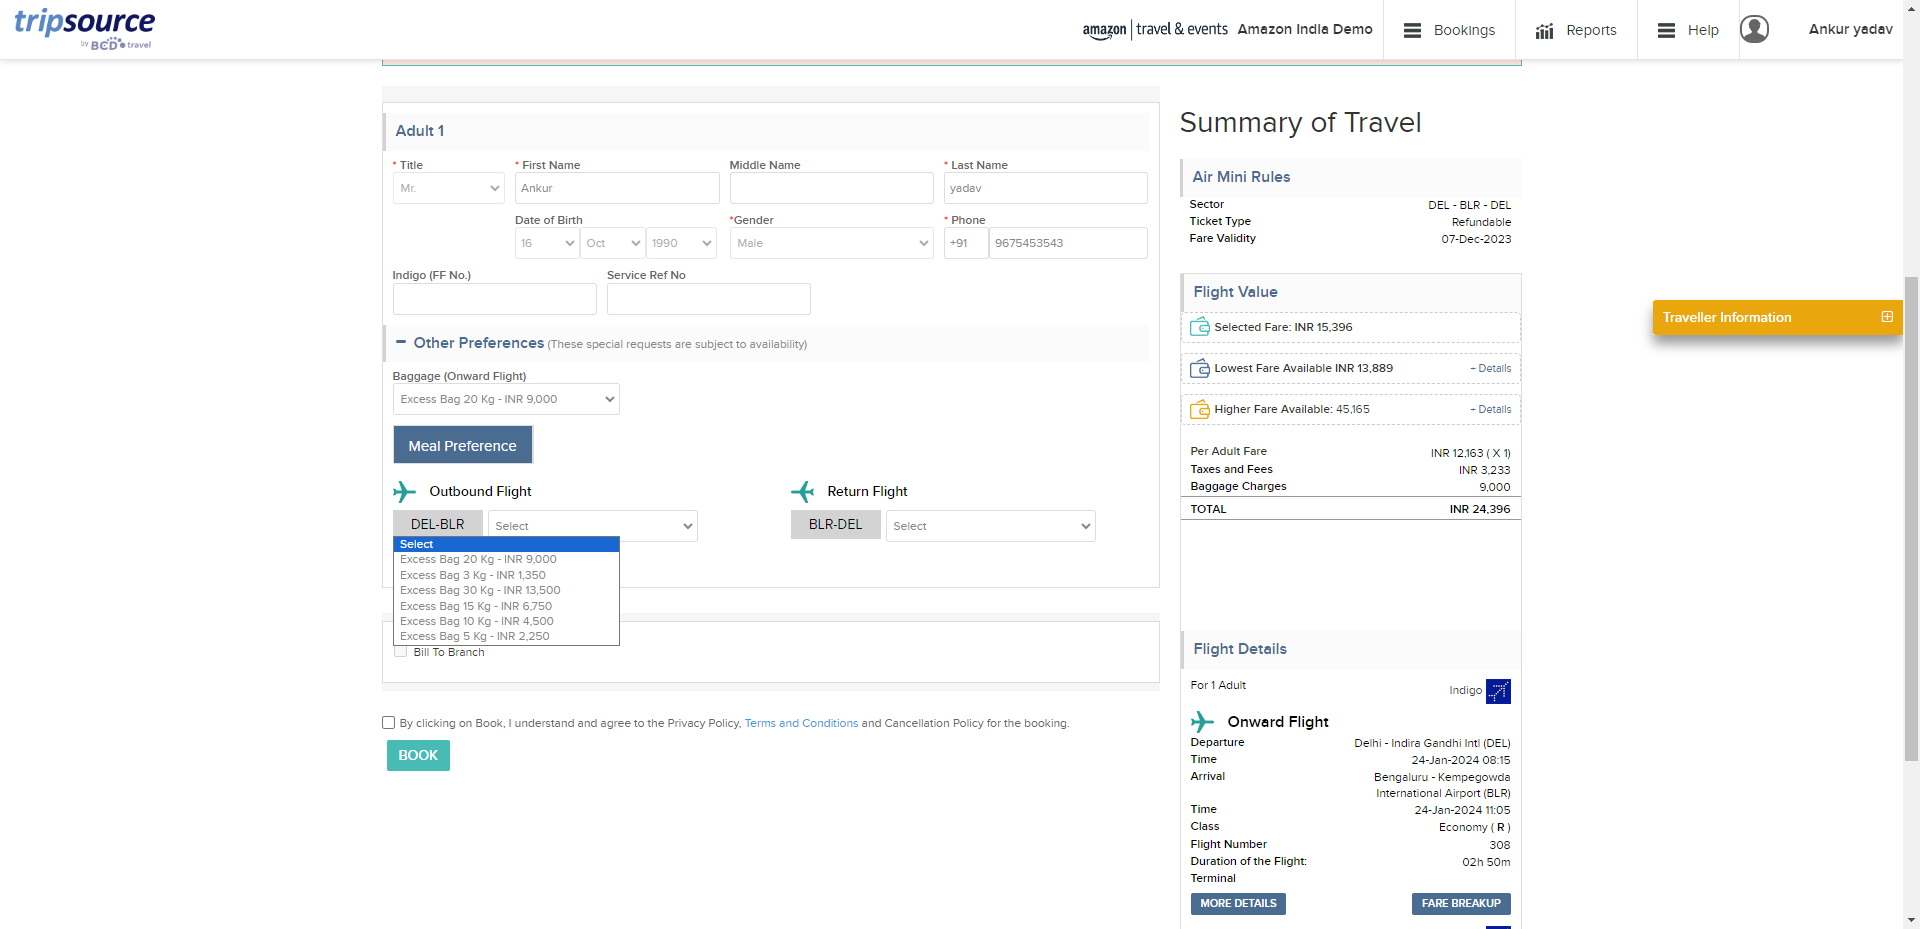 tripsource
by BCD travel
amazon | travel & events Amazon India Demo
Bookings
Reports
Help
Ankur yadav
Adult 1
* Title
* First Name
Middle Name
* Last Name
Mr.
Ankur
yadav
Date of Birth
*Gender
* Phone
16
Oct
1990
Male
+91
9675453543
Indigo (FF No.)
Service Ref No
Other Preferences (These special requests are subject to availability)
Baggage (Onward Flight)
Excess Bag 20 Kg - INR 9,000
Meal Preference
Outbound Flight
Return Flight
DEL-BLR
Select
BLR-DEL
Select
Select
Excess Bag 20 Kg - INR 9,000
Excess Bag 3 Kg - INR 1,350
Excess Bag 30 Kg - INR 13,500
Excess Bag 15 Kg - INR 6,750
Excess Bag 10 Kg - INR 4,500
Excess Bag 5 Kg - INR 2,250
Bill To Branch
By clicking on Book, I understand and agree to the Privacy Policy, Terms and Conditions and Cancellation Policy for the booking.
BOOK
Summary of Travel
Air Mini Rules
Sector DEL - BLR - DEL
Ticket Type Refundable
Fare Validity 07-Dec-2023
Flight Value
Selected Fare: INR 15,396
Lowest Fare Available INR 13,889 + Details
Higher Fare Available: 45,165 + Details
Per Adult Fare INR 12,163 ( X 1)
Taxes and Fees INR 3,233
Baggage Charges 9,000
TOTAL INR 24,396
Flight Details
For 1 Adult Indigo
Onward Flight
Departure Delhi - Indira Gandhi Intl (DEL)
Time 24-Jan-2024 08:15
Arrival Bengaluru - Kempegowda
International Airport (BLR)
Time 24-Jan-2024 11:05
Class Economy ( R )
Flight Number 308
Duration of the Flight: 02h 50m
Terminal
MORE DETAILS
FARE BREAKUP
Traveller Information